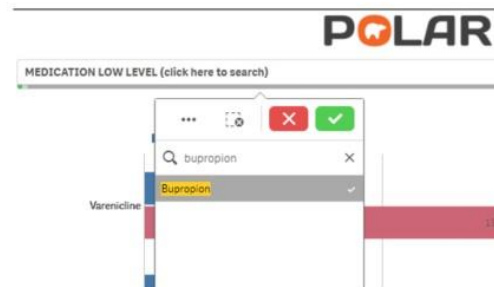 POLAR
MEDICATION LOW LEVEL (click here to search)
bupropion
Bupropion
Varenicline